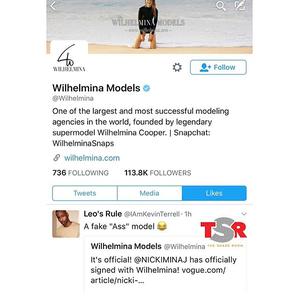 WILHELMINA MODELS
WILHELMINA
Follow
Wilhelmina Models
@Wilhelmina
One of the largest and most successful modeling
agencies in the world, founded by legendary
supermodel Wilhelmina Cooper. | Snapchat:
WilhelminaSnaps
wilhelmina.com
736 FOLLOWING 113.8K FOLLOWERS
Tweets Media Likes
Leo's Rule @IAmKevinTerrell · 1h
A fake "Ass" model 😂
TSR
THE SHADE ROOM
Wilhelmina Models @Wilhelmina
It's official! @NICKIMINAJ has officially
signed with Wilhelmina! vogue.com/
article/nicki-...